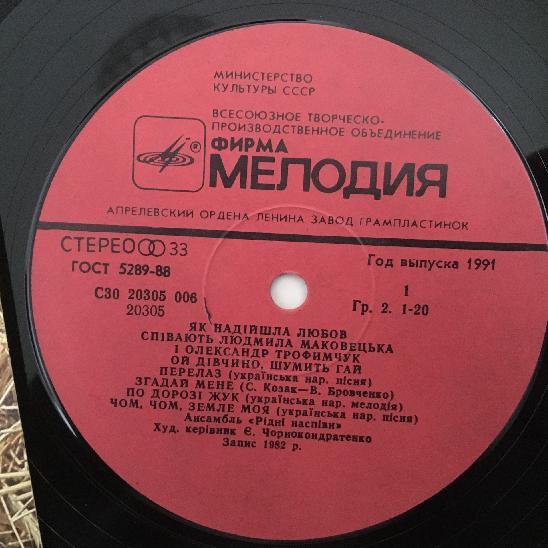 МИНИСТЕРСТВО
КУЛЬТУРЫ СССР
ВСЕСОЮЗНОЕ ТВОРЧЕСКО-
ПРОИЗВОДСТВЕННОЕ ОБЪЕДИНЕНИЕ
ФИРМА
МЕЛОДИЯ
®
АПРЕЛЕВСКИЙ ОРДЕНА ЛЕНИНА ЗАВОД ГРАМПЛАСТИНОК
СТЕРЕО 33
ГОСТ 5289-88
Год выпуска 1991
С30 20305 006
20305
1
Гр. 2. 1-20
ЯК НАДІЙШЛА ЛЮБОВ
СПІВАЮТЬ ЛЮДМИЛА МАКОВЕЦЬКА
І ОЛЕКСАНДР ТРОФИМЧУК
ОЙ ДІВЧИНО, ШУМИТЬ ГАЙ
ПЕРЕЛАЗ (українська нар. пісня)
ЗГАДАЙ МЕНЕ (С. Козак—В. Бровченко)
ПО ДОРОЗІ ЖУК (українська нар. мелодія)
ЧОМ, ЧОМ, ЗЕМЛЕ МОЯ (українська нар. пісня)
Ансамбль «Рідні наспіви»
Худ. керівник Є. Чорнокондратенко
Запис 1982 р.